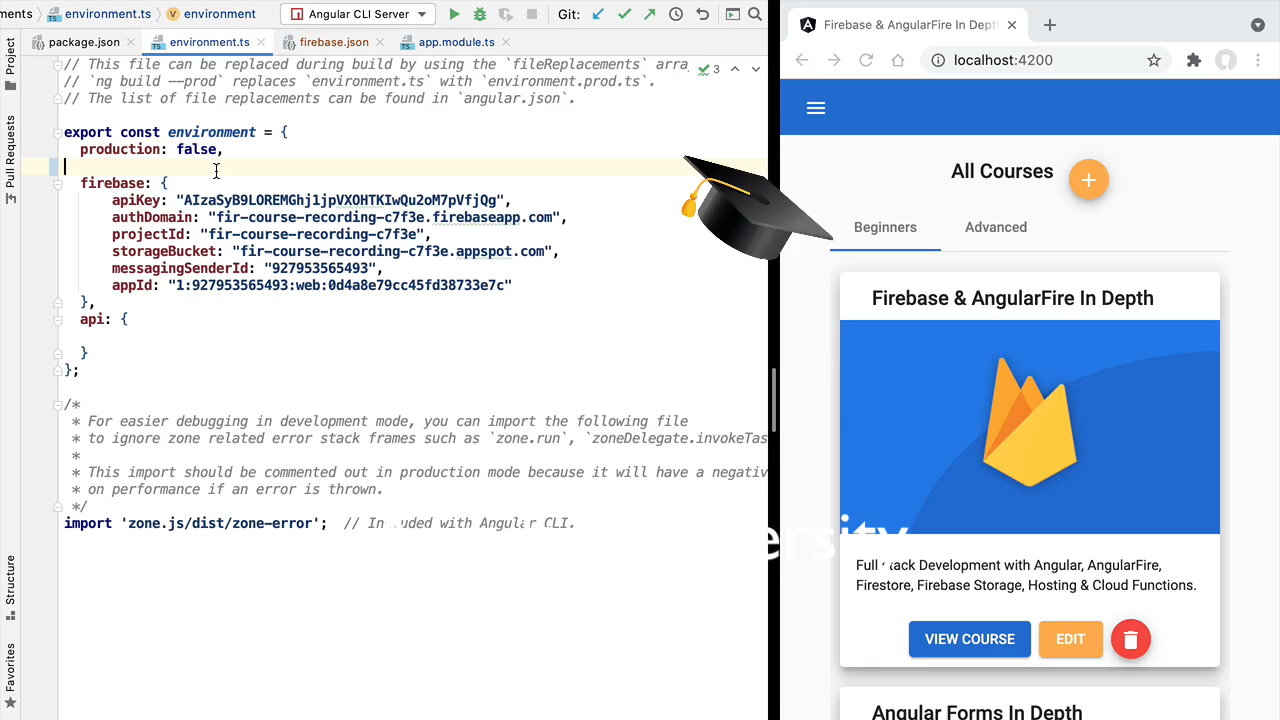 ments
environment.ts
environment
Angular CLI Server
Git:
package.json
environment.ts
firebase.json
app.module.ts
Project
Pull Requests
Structure
Favorites
3
// This file can be replaced during build by using the `fileReplacements` arra
// `ng build --prod` replaces `environment.ts` with `environment.prod.ts`.
// The list of file replacements can be found in `angular.json`.
export const environment = {
production: false,
firebase: {
apiKey: "AIzaSyB9LOREMGhj1jpVXOHTKIwQu2oM7pVfjQg",
authDomain: "fir-course-recording-c7f3e.firebaseapp.com",
projectId: "fir-course-recording-c7f3e",
storageBucket: "fir-course-recording-c7f3e.appspot.com",
messagingSenderId: "927953565493",
appId: "1:927953565493:web:0d4a8e79cc45fd38733e7c"
},
api: {
}
};
/*
* For easier debugging in development mode, you can import the following file
* to ignore zone related error stack frames such as `zone.run`, `zoneDelegate.invokeTas
*
* This import should be commented out in production mode because it will have a negativ
* on performance if an error is thrown.
*/
import 'zone.js/dist/zone-error';  // Included with Angular CLI.
Firebase & AngularFire In Dept
localhost:4200
All Courses
Beginners
Advanced
Firebase & AngularFire In Depth
ersity
Full Stack Development with Angular, AngularFire,
Firestore, Firebase Storage, Hosting & Cloud Functions.
VIEW COURSE
EDIT
Angular Forms In Depth